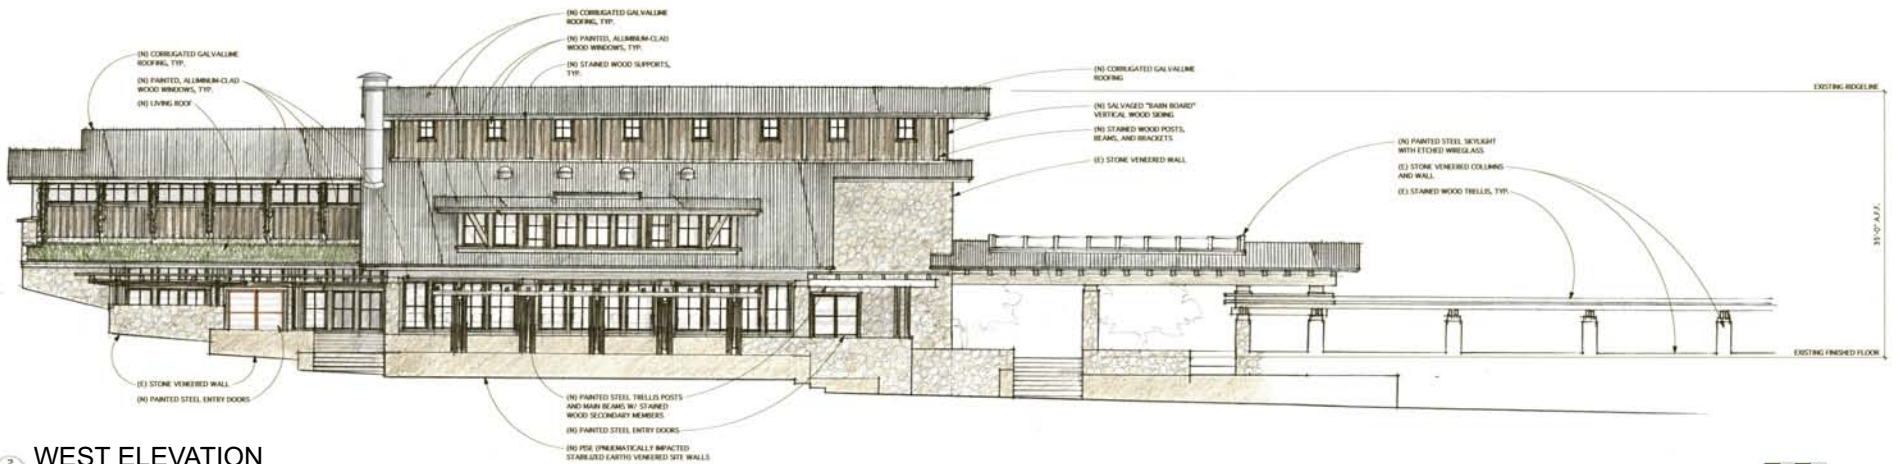 (N) CORRUGATED GALVALUME
ROOFING, TYP.
(N) PAINTED, ALUMINUM-CLAD
WOOD WINDOWS, TYP.
(N) LIVING ROOF
(N) CORRUGATED GALVALUME
ROOFING, TYP.
(N) PAINTED, ALUMINUM-CLAD
WOOD WINDOWS, TYP.
(N) STAINED WOOD SUPPORTS,
TYP.
(N) CORRUGATED GALVALUME
ROOFING
(N) SALVAGED "BARN BOARD"
VERTICAL WOOD SIDING
(N) STAINED WOOD POSTS,
BEAMS, AND BRACKETS
(E) STONE VENEERED WALL
(N) PAINTED STEEL SKYLIGHT
WITH ETCHED WIREGLASS
(E) STONE VENEERED COLUMNS
AND WALL
(E) STAINED WOOD TRELLIS, TYP.
EXISTING RIDGELINE
35'-0" A.F.F.
EXISTING FINISHED FLOOR
(E) STONE VENEERED WALL
(N) PAINTED STEEL ENTRY DOORS
(N) PAINTED STEEL TRELLIS POSTS
AND MAIN BEAMS W/ STAINED
WOOD SECONDARY MEMBERS
(N) PAINTED STEEL ENTRY DOORS
(N) PISE (PNUEMATICALLY IMPACTED
STABILIZED EARTH) VENEERED SITE WALLS
2 WEST ELEVATION